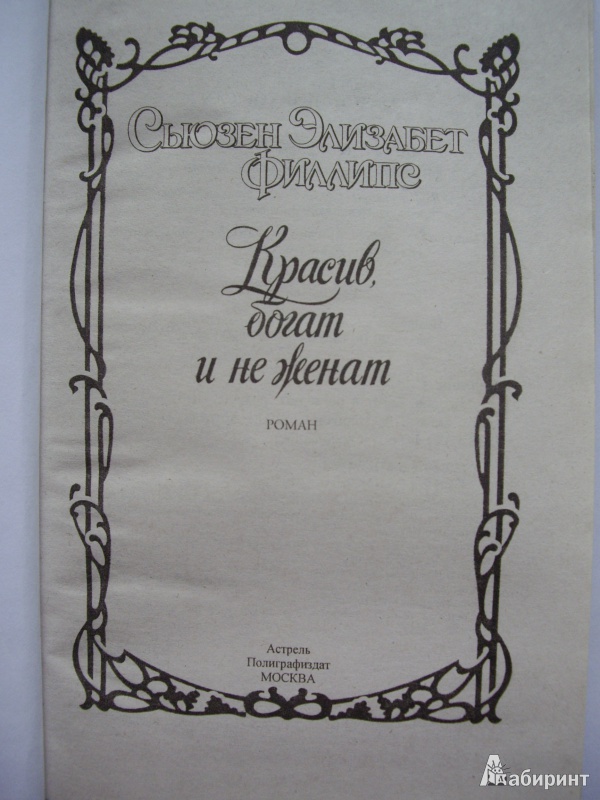 Сьюзен Элизабет
Филлипс
Красив,
богат
и не женат
РОМАН
Астрель
Полиграфиздат
МОСКВА
Лабиринт